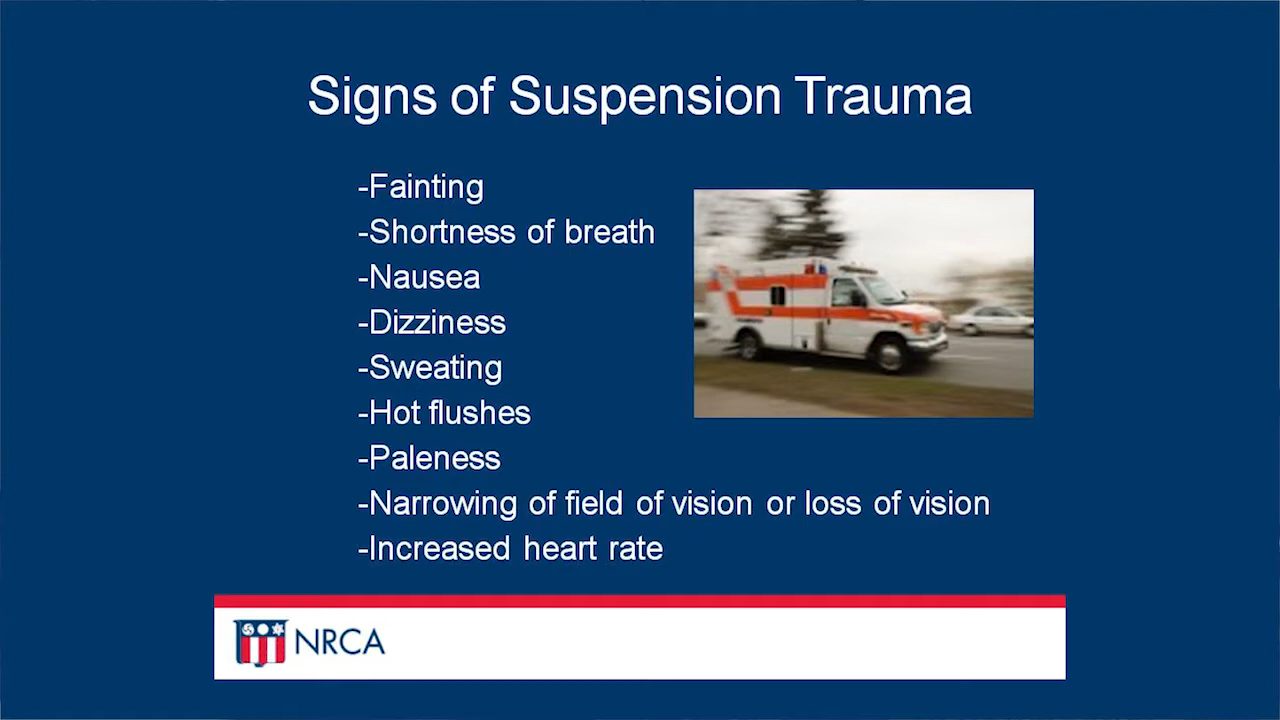 Signs of Suspension Trauma
-Fainting
-Shortness of breath
-Nausea
-Dizziness
-Sweating
-Hot flushes
-Paleness
-Narrowing of field of vision or loss of vision
-Increased heart rate
NRCA